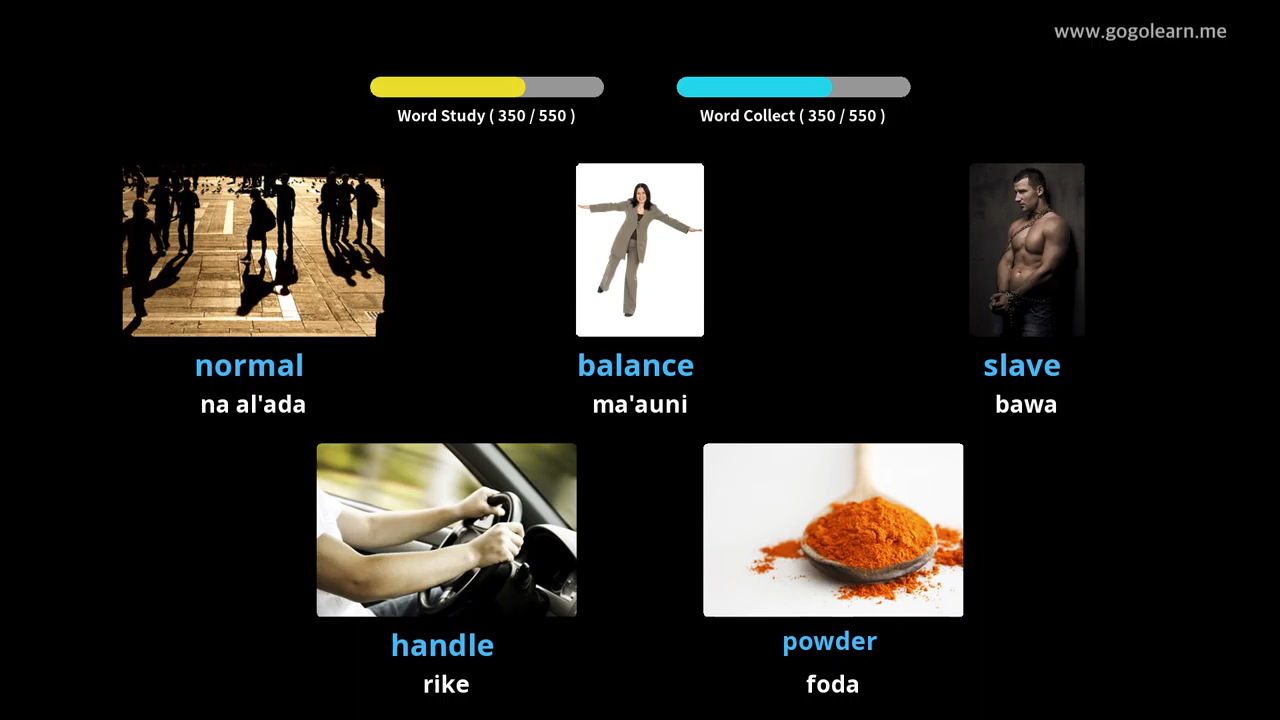 www.gogolearn.me
Word Study ( 350 / 550 )
Word Collect ( 350 / 550 )
normal
na al'ada
balance
ma'auni
slave
bawa
handle
rike
powder
foda